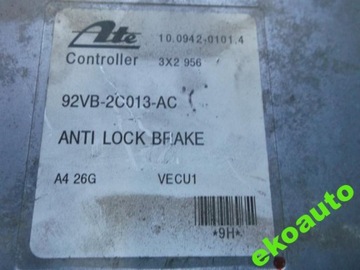 Ate
10.0942-0101.4
Controller
3X2 956
92VB-2C013-AC
ANTI LOCK BRAKE
A4 26G
VECU1
*9H*
ekoauto